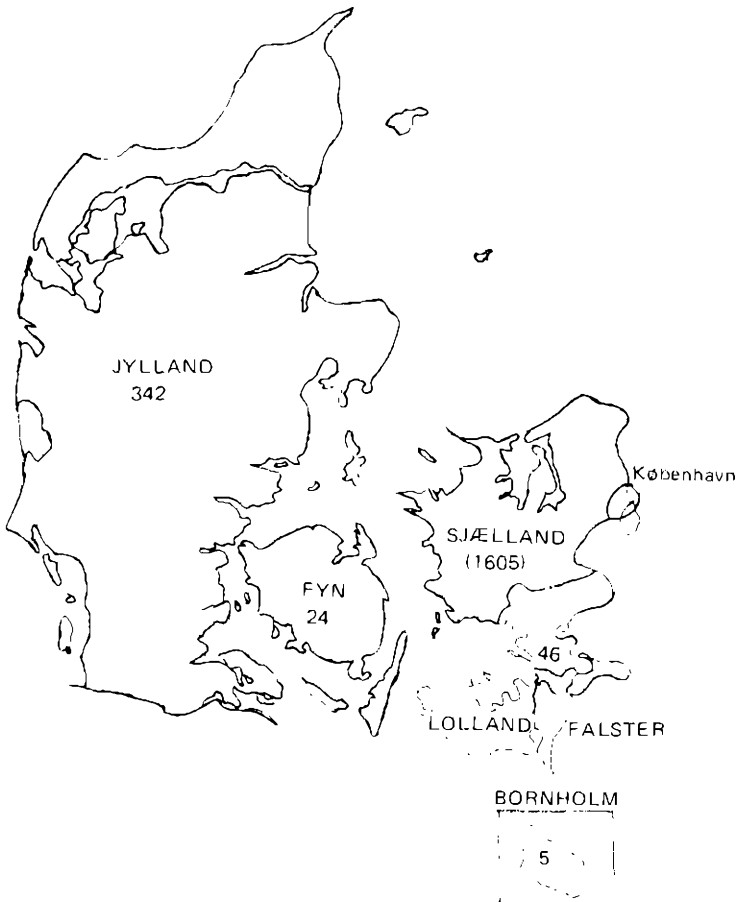 JYLLAND
342
København
SJÆLLAND
(1605)
FYN
24
46
LOLLAND
FALSTER
BORNHOLM
5